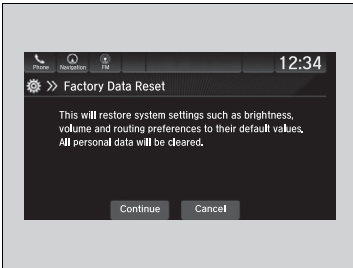 Phone Navigation FM 12:34
Factory Data Reset
This will restore system settings such as brightness,
volume and routing preferences to their default values.
All personal data will be cleared.
Continue Cancel